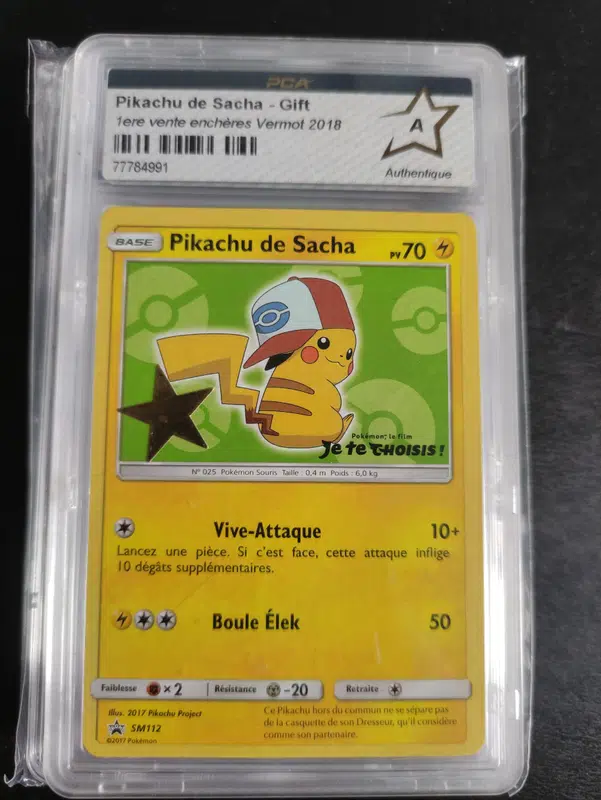 PCA
Pikachu de Sacha - Gift
1ere vente enchères Vermot 2018
77784991
A
Authentique
BASE Pikachu de Sacha PV70
Pokémon, le film
Je te CHOISIS !
N° 025 Pokémon Souris Taille : 0,4 m Poids : 6,0 kg
Vive-Attaque 10+
Lancez une pièce. Si c'est face, cette attaque inflige
10 dégâts supplémentaires.
Boule Élek 50
Faiblesse ×2 Résistance -20 Retraite
Illus. 2017 Pikachu Project
SM112
©2017 Pokémon
Ce Pikachu hors du commun ne se sépare pas
de la casquette de son Dresseur, qu'il considère
comme son partenaire.